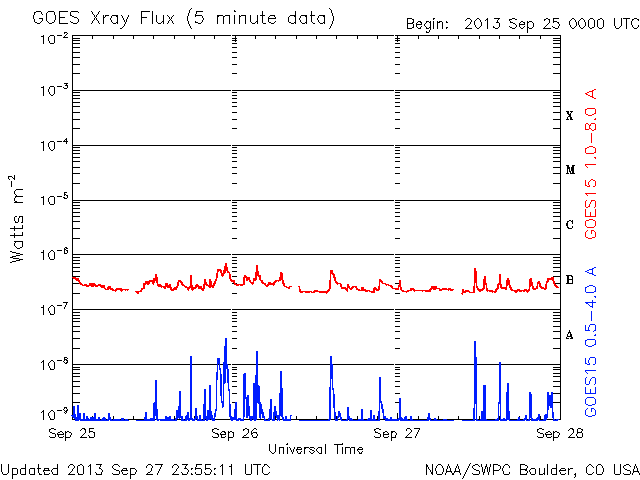 GOES Xray Flux (5 minute data)
Begin: 2013 Sep 25 0000 UTC
10⁻²
10⁻³
10⁻⁴
10⁻⁵
10⁻⁶
10⁻⁷
10⁻⁸
10⁻⁹
Watts m⁻²
X
M
C
B
A
GOES15 1.0-8.0 A
GOES15 0.5-4.0 A
Sep 25
Sep 26
Sep 27
Sep 28
Universal Time
Updated 2013 Sep 27 23:55:11 UTC
NOAA/SWPC Boulder, CO USA